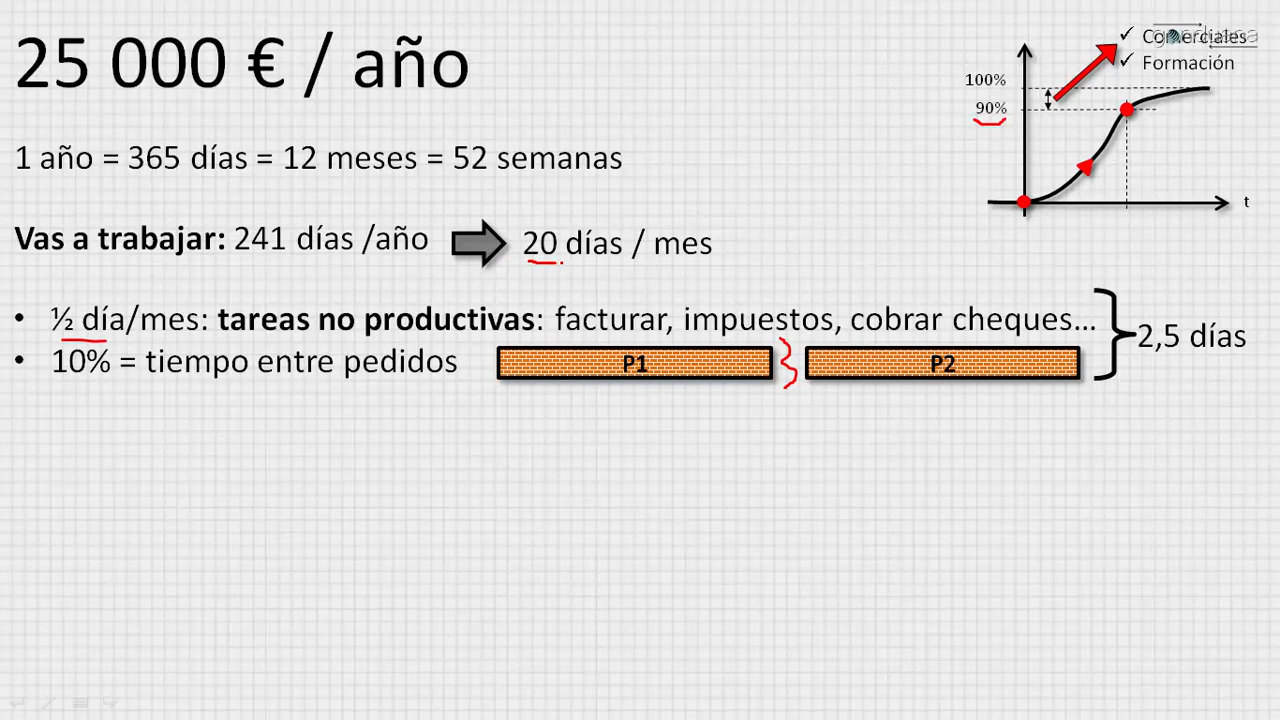 25 000 € / año
Comerciales
Formación
100%
90%
t
1 año = 365 días = 12 meses = 52 semanas
Vas a trabajar: 241 días /año
20 días / mes
• ½ día/mes: tareas no productivas: facturar, impuestos, cobrar cheques...
2,5 días
• 10% = tiempo entre pedidos
P1
P2